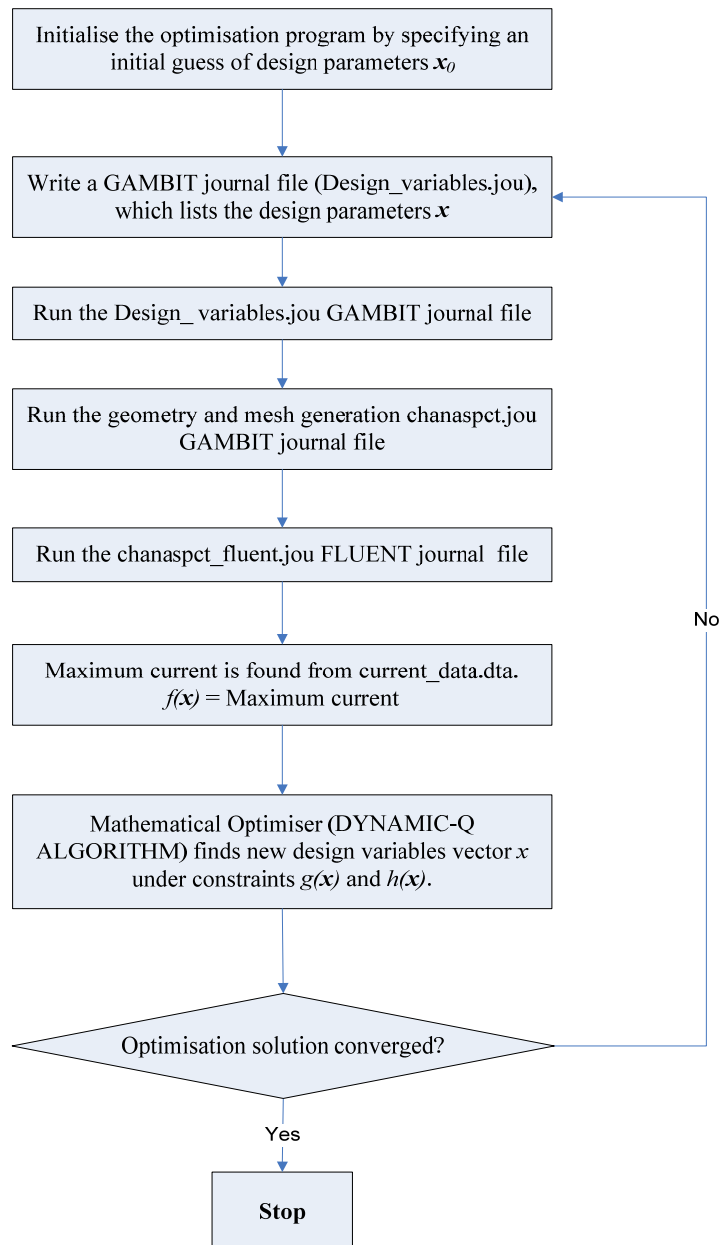 Initialise the optimisation program by specifying an
initial guess of design parameters x0
Write a GAMBIT journal file (Design_variables.jou),
which lists the design parameters x
Run the Design_ variables.jou GAMBIT journal file
Run the geometry and mesh generation chanaspct.jou
GAMBIT journal file
Run the chanaspct_fluent.jou FLUENT journal file
No
Maximum current is found from current_data.dta.
f(x) = Maximum current
Mathematical Optimiser (DYNAMIC-Q
ALGORITHM) finds new design variables vector x
under constraints g(x) and h(x).
Optimisation solution converged?
Yes
Stop